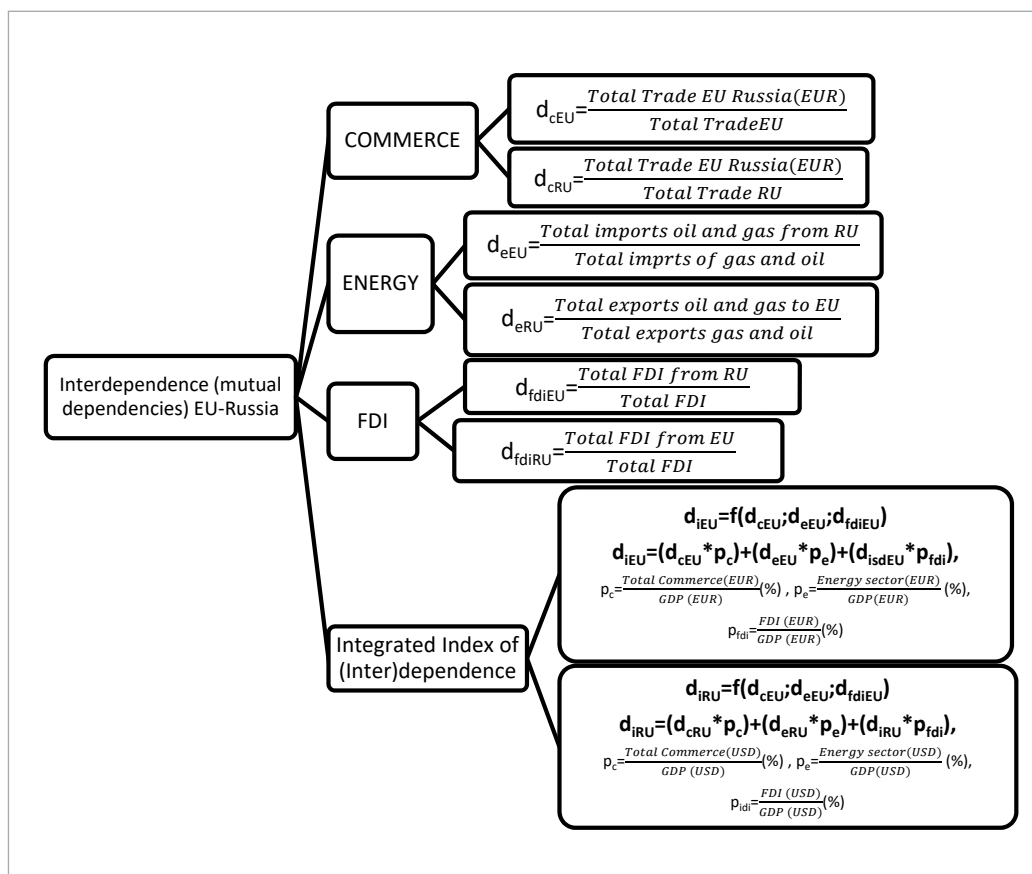 COMMERCE
d_cEU=Total Trade EU Russia(EUR)
Total TradeEU
d_cRU=Total Trade EU Russia(EUR)
Total Trade RU
ENERGY
d_eEU=Total imports oil and gas from RU
Total imprts of gas and oil
d_eRU=Total exports oil and gas to EU
Total exports gas and oil
Interdependence (mutual
dependencies) EU-Russia
FDI
d_fdiEU=Total FDI from RU
Total FDI
d_fdiRU=Total FDI from EU
Total FDI
Integrated Index of
(Inter)dependence
d_iEU=f(d_cEU;d_eEU;d_fdiEU)
d_iEU=(d_cEU*p_c)+(d_eEU*p_e)+(d_isdEU*p_fdi),
p_c=Total Commerce(EUR)/GDP (EUR)(%) , p_e=Energy sector(EUR)/GDP(EUR) (%),
p_fdi=FDI (EUR)/GDP (EUR)(%)
d_iRU=f(d_cEU;d_eEU;d_fdiEU)
d_iRU=(d_cRU*p_c)+(d_eRU*p_e)+(d_iRU*p_fdi),
p_c=Total Commerce(USD)/GDP (USD)(%) , p_e=Energy sector(USD)/GDP(USD) (%),
p_idi=FDI (USD)/GDP (USD)(%)